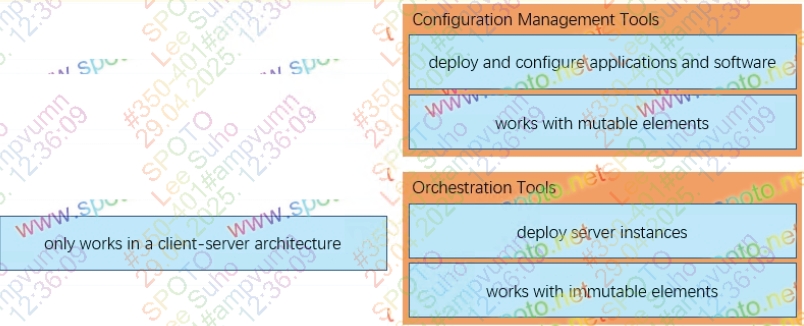 Configuration Management Tools
deploy and configure applications and software
works with mutable elements
Orchestration Tools
only works in a client-server architecture
deploy server instances
works with immutable elements
www.spoto.net
SPOTO
Lee Suho
#350-401#ampyumn
29.04.2025. 12:36:09